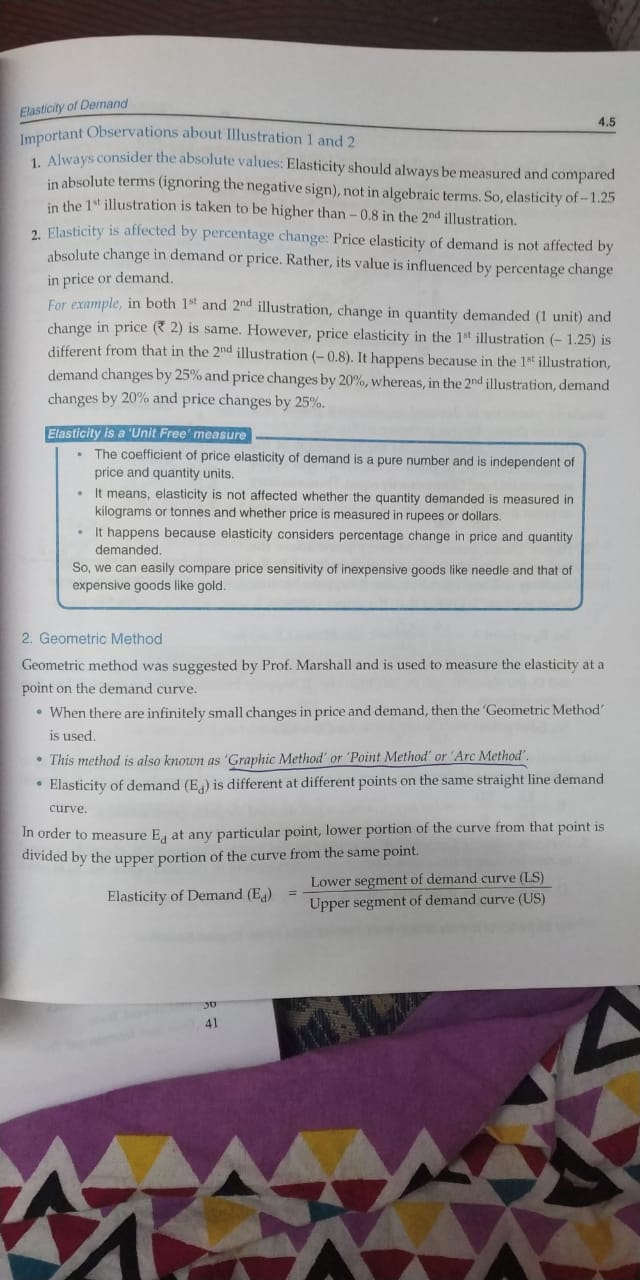 Elasticity of Demand
4.5
Important Observations about Illustration 1 and 2
1. Always consider the absolute values: Elasticity should always be measured and compared
in absolute terms (ignoring the negative sign), not in algebraic terms. So, elasticity of – 1.25
in the 1st illustration is taken to be higher than – 0.8 in the 2nd illustration.
2. Elasticity is affected by percentage change: Price elasticity of demand is not affected by
absolute change in demand or price. Rather, its value is influenced by percentage change
in price or demand.
For example, in both 1st and 2nd illustration, change in quantity demanded (1 unit) and
change in price (₹ 2) is same. However, price elasticity in the 1st illustration (– 1.25) is
different from that in the 2nd illustration (– 0.8). It happens because in the 1st illustration,
demand changes by 25% and price changes by 20%, whereas, in the 2nd illustration, demand
changes by 20% and price changes by 25%.
Elasticity is a 'Unit Free' measure
• The coefficient of price elasticity of demand is a pure number and is independent of
price and quantity units.
• It means, elasticity is not affected whether the quantity demanded is measured in
kilograms or tonnes and whether price is measured in rupees or dollars.
• It happens because elasticity considers percentage change in price and quantity
demanded.
So, we can easily compare price sensitivity of inexpensive goods like needle and that of
expensive goods like gold.
2. Geometric Method
Geometric method was suggested by Prof. Marshall and is used to measure the elasticity at a
point on the demand curve.
• When there are infinitely small changes in price and demand, then the 'Geometric Method'
is used.
• This method is also known as 'Graphic Method' or 'Point Method' or 'Arc Method'.
• Elasticity of demand (Ed) is different at different points on the same straight line demand
curve.
In order to measure Ed at any particular point, lower portion of the curve from that point is
divided by the upper portion of the curve from the same point.
Elasticity of Demand (Ed) = Lower segment of demand curve (LS)
Upper segment of demand curve (US)
41